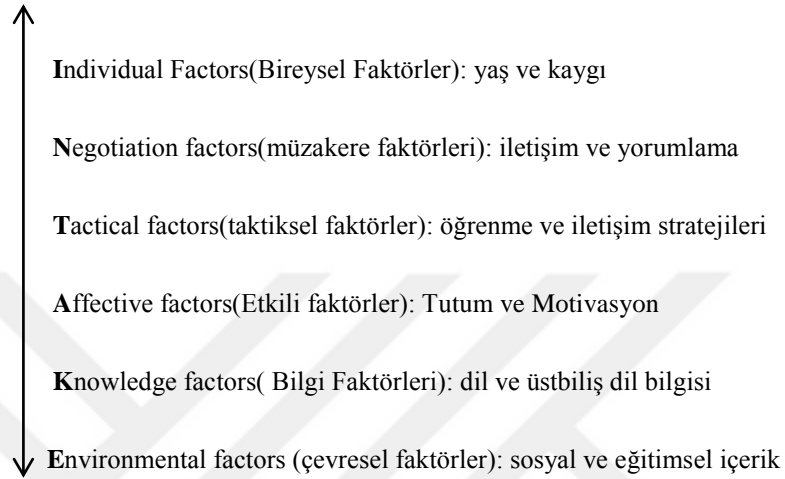 Individual Factors(Bireysel Faktörler): yaş ve kaygı
Negotiation factors(müzakere faktörleri): iletişim ve yorumlama
Tactical factors(taktiksel faktörler): öğrenme ve iletişim stratejileri
Affective factors(Etkili faktörler): Tutum ve Motivasyon
Knowledge factors( Bilgi Faktörleri): dil ve üstbiliş dil bilgisi
Environmental factors (çevresel faktörler): sosyal ve eğitimsel içerik